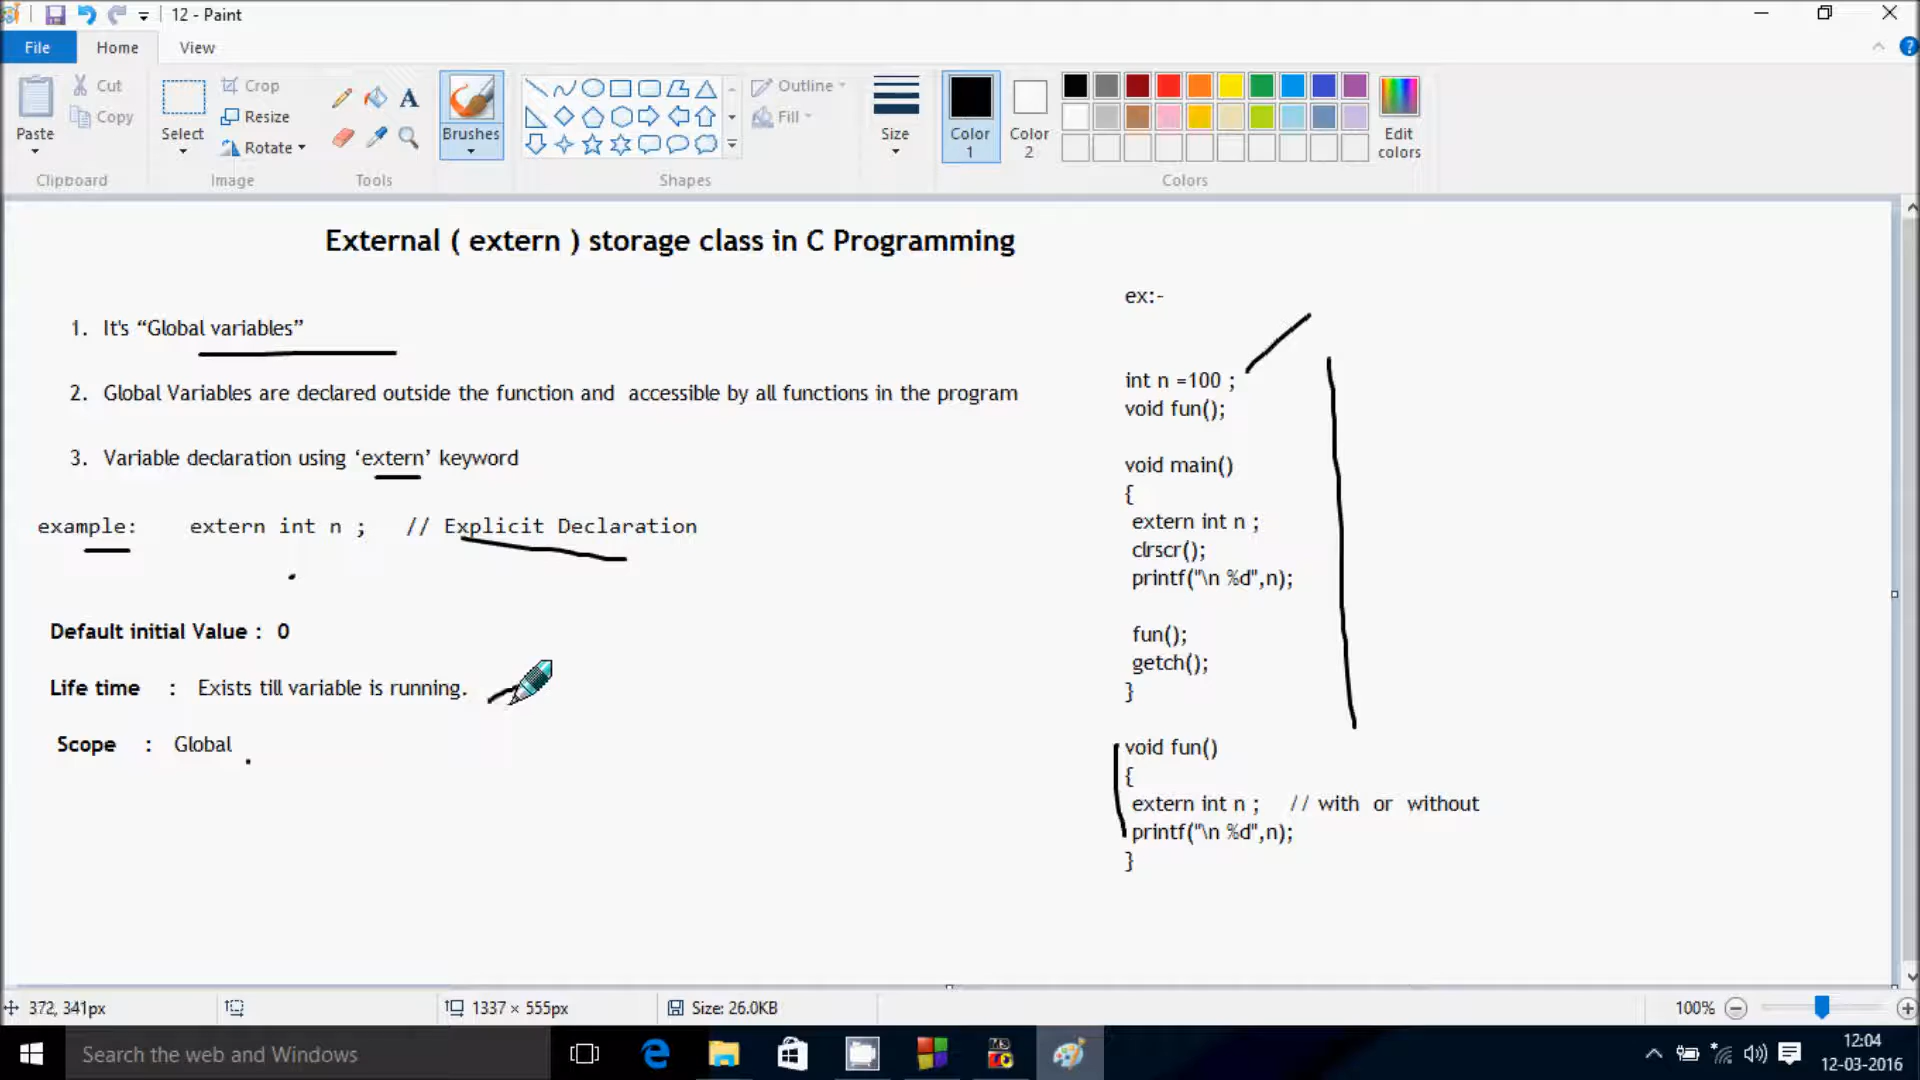 12 - Paint
File Home View
Paste
Cut
Copy
Clipboard
Select
Crop
Resize
Rotate
Image
A
Tools
Brushes
Shapes
Outline
Fill
Size
Color 1
Color 2
Edit colors
Colors
External ( extern ) storage class in C Programming
1. It's “Global variables”
2. Global Variables are declared outside the function and accessible by all functions in the program
3. Variable declaration using ‘extern’ keyword
example: extern int n ; // Explicit Declaration
Default initial Value : 0
Life time : Exists till variable is running.
Scope : Global
ex:-
int n =100 ;
void fun();
void main()
{
extern int n ;
clrscr();
printf("\n %d",n);
fun();
getch();
}
void fun()
{
extern int n ; // with or without
printf("\n %d",n);
}
372, 341px
1337 × 555px
Size: 26.0KB
100%
Search the web and Windows
12:04
12-03-2016